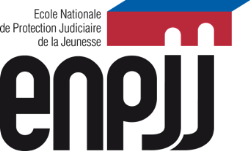 Ecole Nationale
de Protection Judiciaire
de la Jeunesse
enpjj